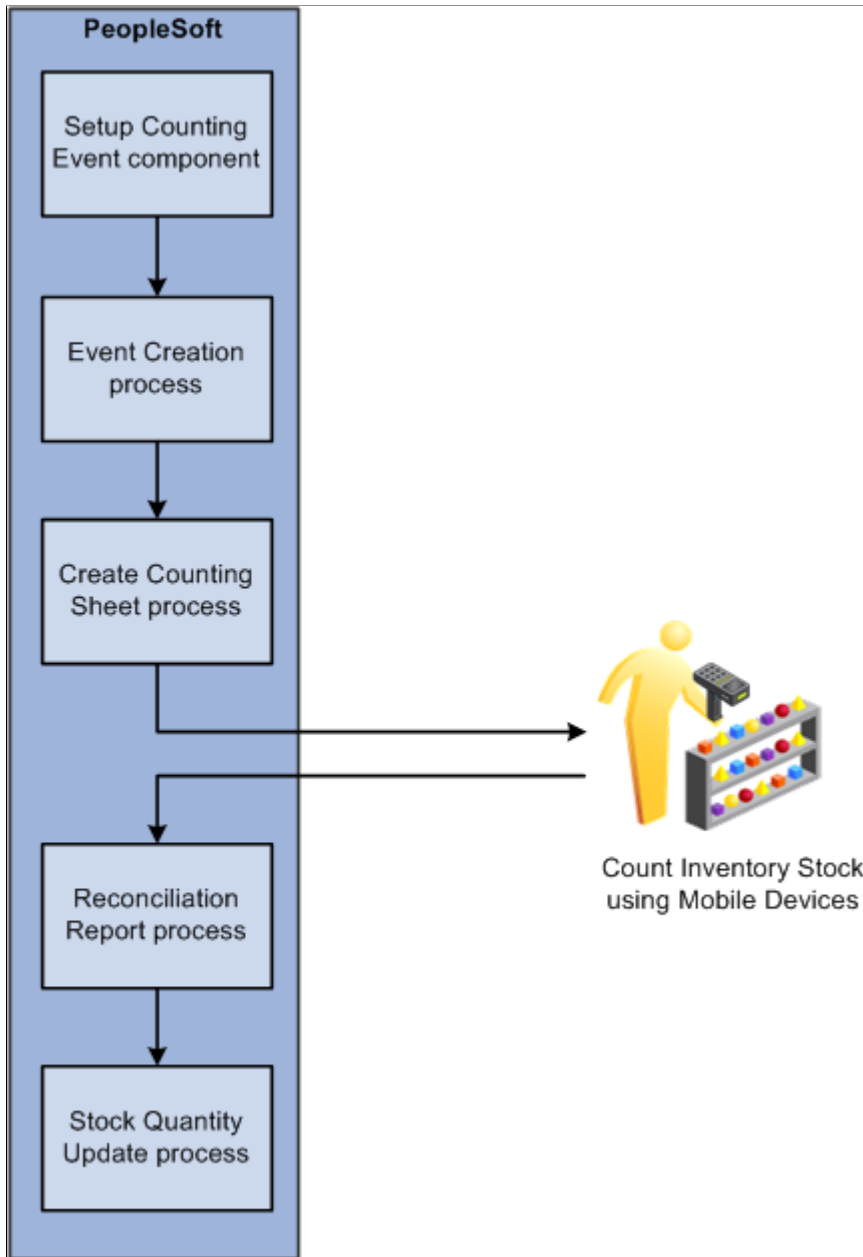 PeopleSoft
Setup Counting
Event component
Event Creation
process
Create Counting
Sheet process
Count Inventory Stock
using Mobile Devices
Reconciliation
Report process
Stock Quantity
Update process